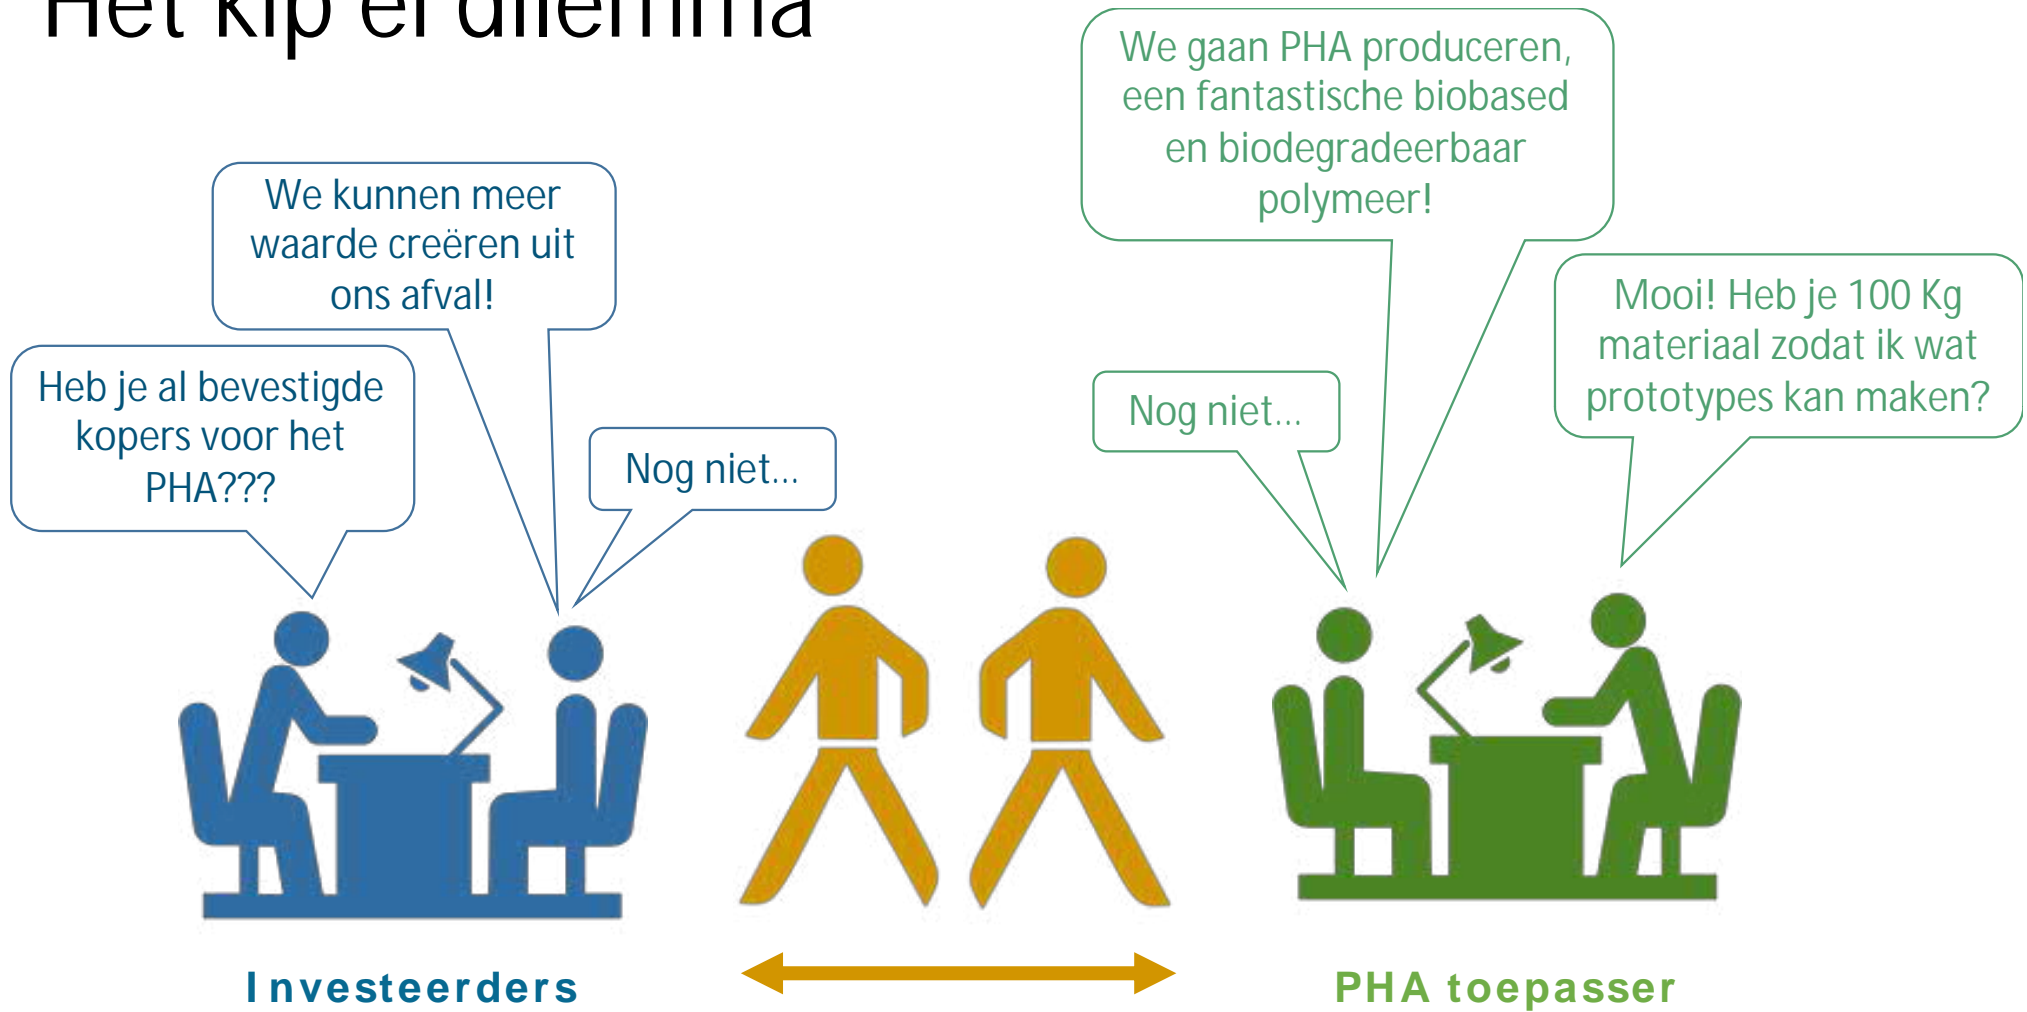 Het kip ei dilemma
We kunnen meer
waarde creëren uit
ons afval!
Heb je al bevestigde
kopers voor het
PHA???
Nog niet...
We gaan PHA produceren,
een fantastische biobased
en biodegradeerbaar
polymeer!
Mooi! Heb je 100 Kg
materiaal zodat ik wat
prototypes kan maken?
Nog niet...
Investeerders
PHA toepasser